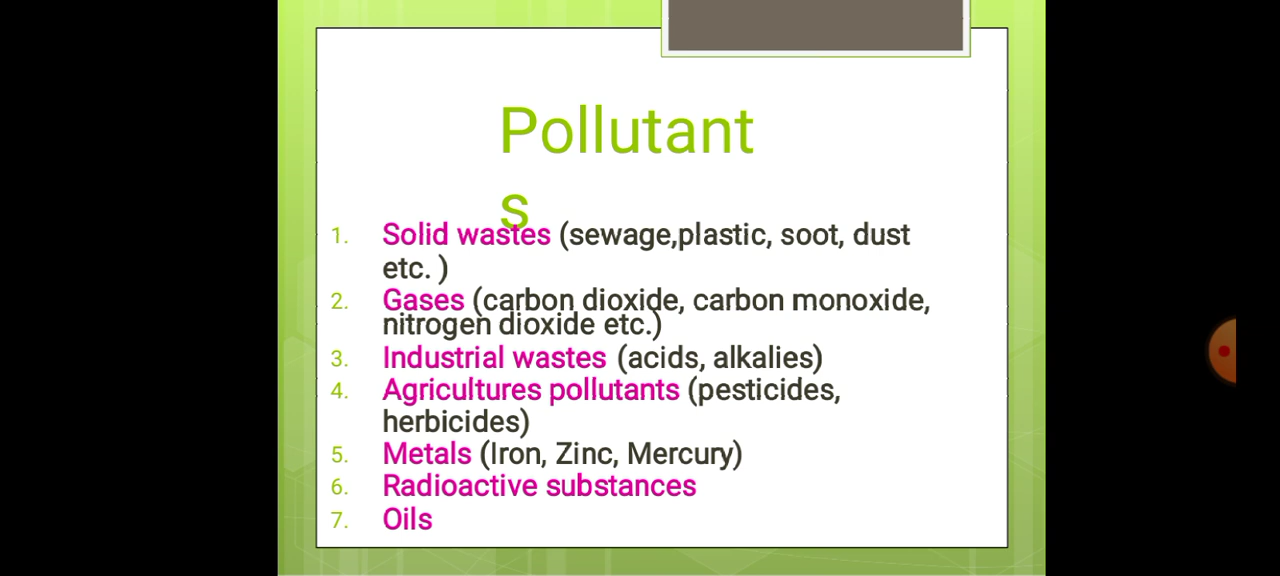 Pollutant
s
1. Solid wastes (sewage,plastic, soot, dust
etc. )
2. Gases (carbon dioxide, carbon monoxide,
nitrogen dioxide etc.)
3. Industrial wastes (acids, alkalies)
4. Agricultures pollutants (pesticides,
herbicides)
5. Metals (Iron, Zinc, Mercury)
6. Radioactive substances
7. Oils